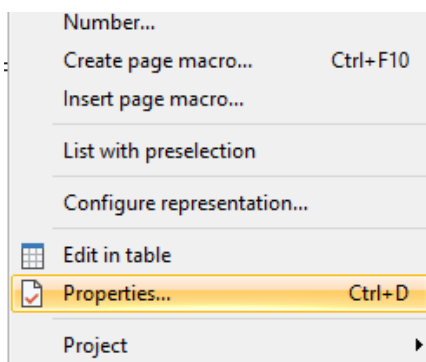 Number...
Create page macro... Ctrl+F10
Insert page macro...
List with preselection
Configure representation...
Edit in table
Properties... Ctrl+D
Project